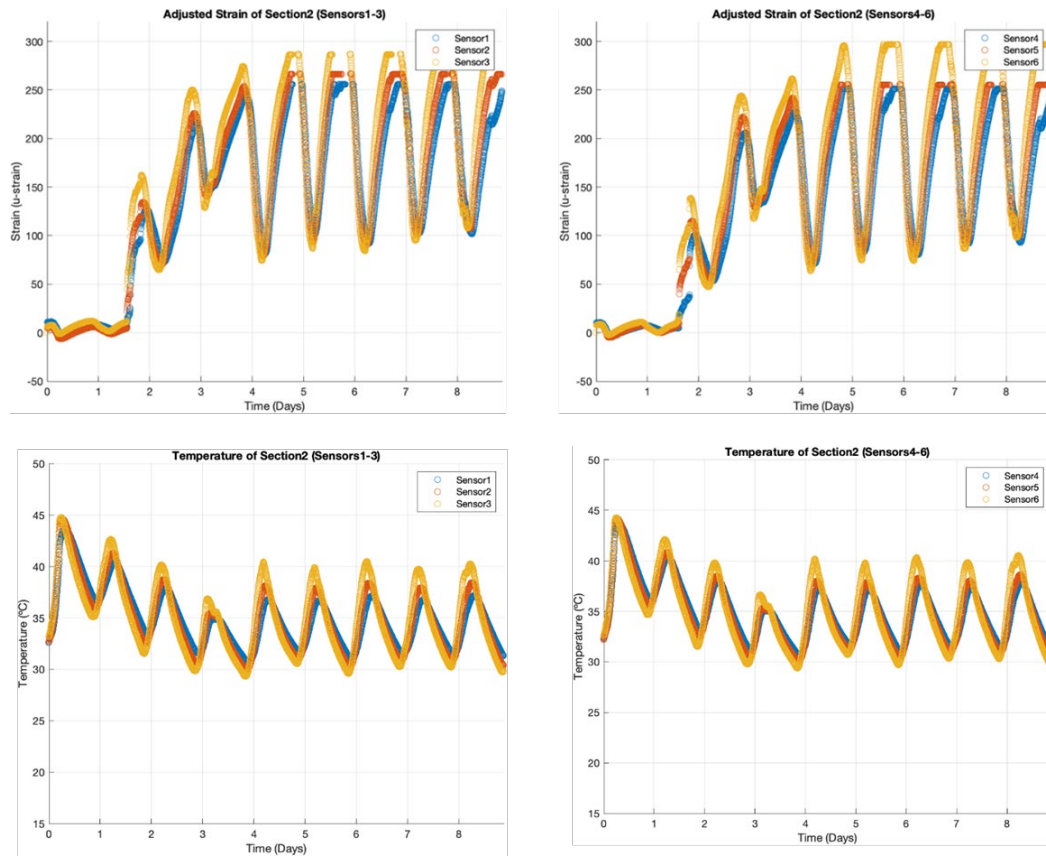 Adjusted Strain of Section2 (Sensors1-3)
300
250
200
150
100
50
0
-50
Strain (u-strain)
Sensor1
Sensor2
Sensor3
0 1 2 3 4 5 6 7 8
Time (Days)
Adjusted Strain of Section2 (Sensors4-6)
300
250
200
150
100
50
0
-50
Strain (u-strain)
Sensor4
Sensor5
Sensor6
0 1 2 3 4 5 6 7 8
Time (Days)
Temperature of Section2 (Sensors1-3)
50
45
40
35
30
25
20
15
Temperature (ºC)
Sensor1
Sensor2
Sensor3
0 1 2 3 4 5 6 7 8
Time (Days)
Temperature of Section2 (Sensors4-6)
50
45
40
35
30
25
20
15
Temperature (ºC)
Sensor4
Sensor5
Sensor6
0 1 2 3 4 5 6 7 8
Time (Days)